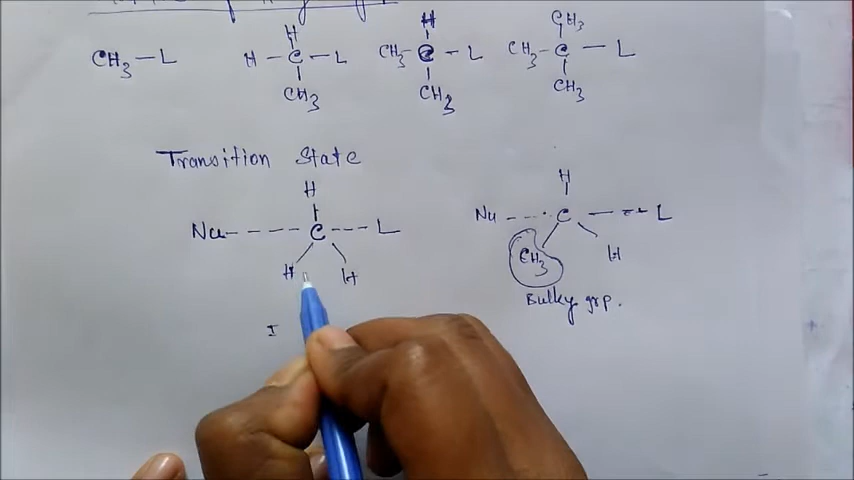 H H CH3
CH3—L H—C—L CH3—C—L CH3—C—L
CH3 CH3 CH3
Transition State
H H
Nu-----C---L Nu---C---L
H H CH3 H
Bulky grp.
I